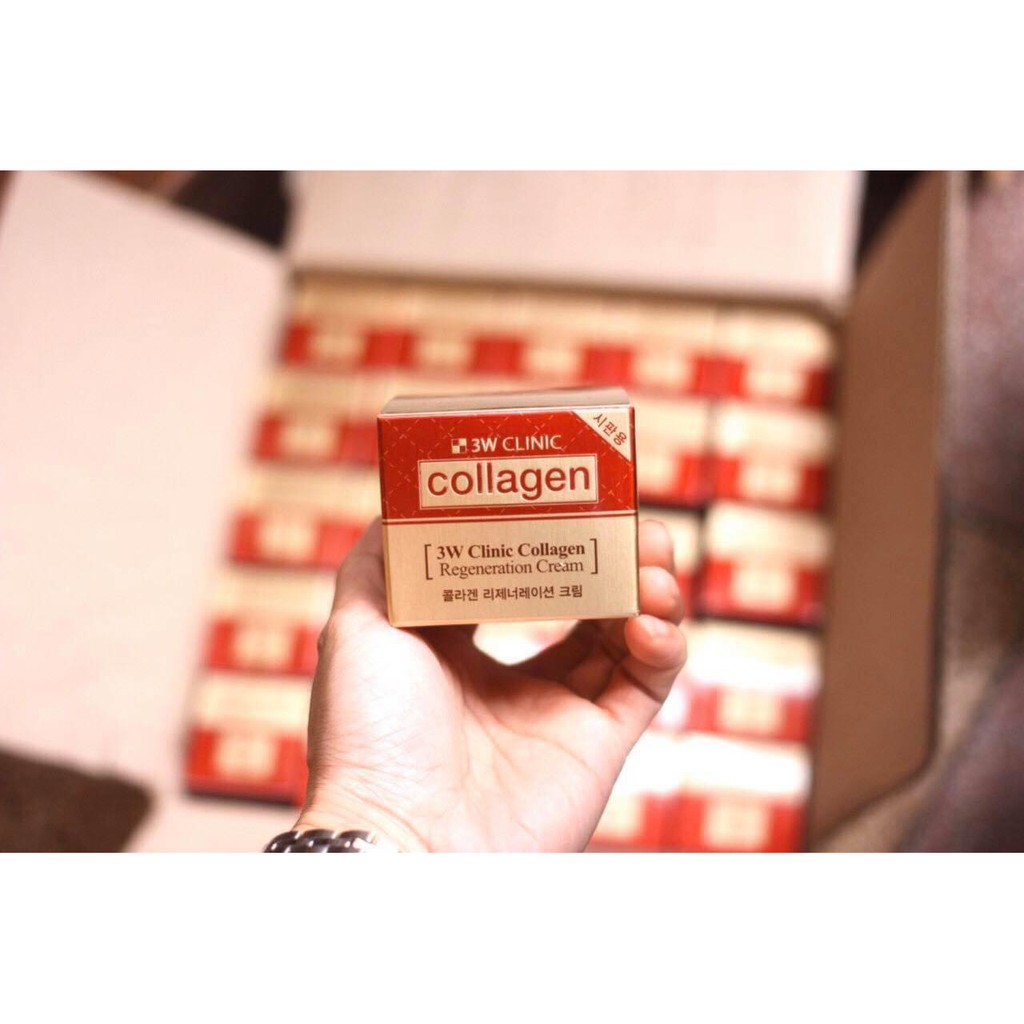 3W CLINIC
시판용
collagen
[ 3W Clinic Collagen
Regeneration Cream ]
콜라겐 리제너레이션 크림